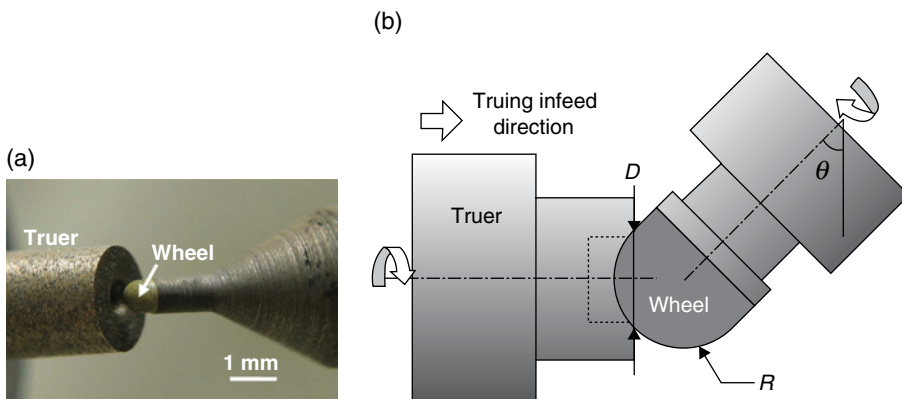 (a)
Truer
Wheel
1 mm
(b)
Truing infeed
direction
D
Truer
θ
Wheel
R